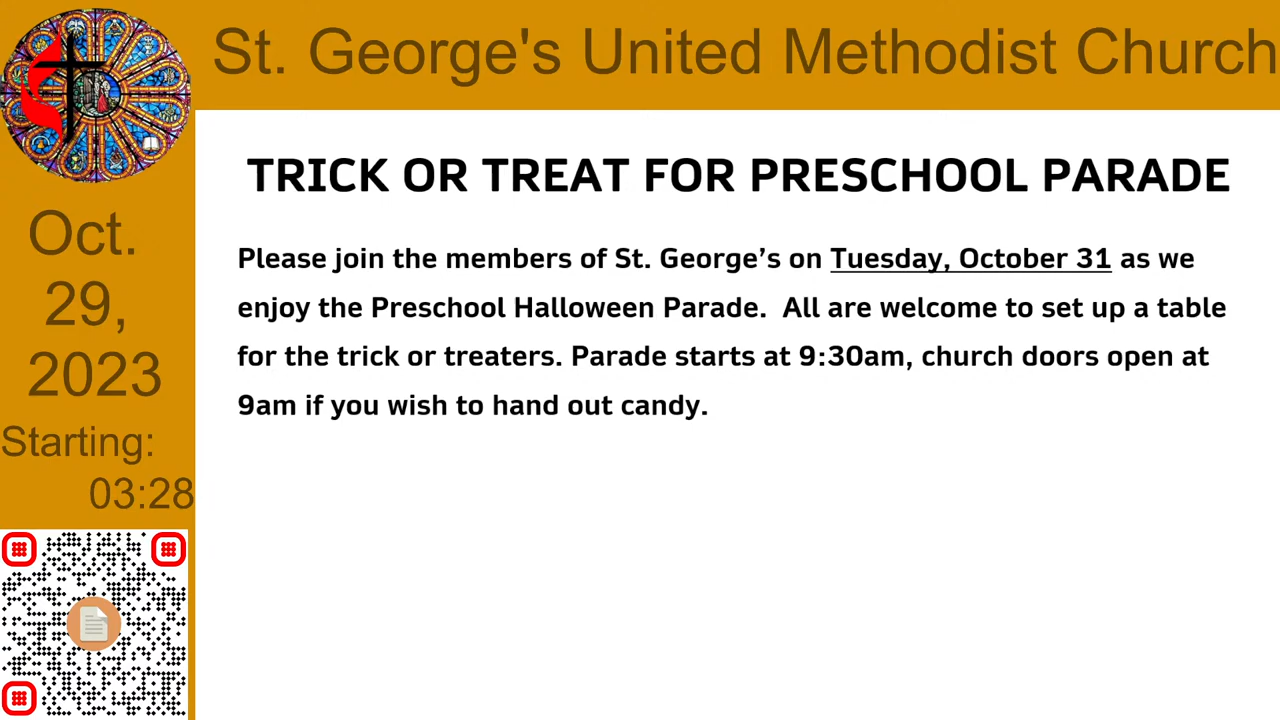 St. George's United Methodist Church
Oct.
29,
2023
Starting:
03:28
TRICK OR TREAT FOR PRESCHOOL PARADE
Please join the members of St. George’s on Tuesday, October 31 as we
enjoy the Preschool Halloween Parade.  All are welcome to set up a table
for the trick or treaters. Parade starts at 9:30am, church doors open at
9am if you wish to hand out candy.